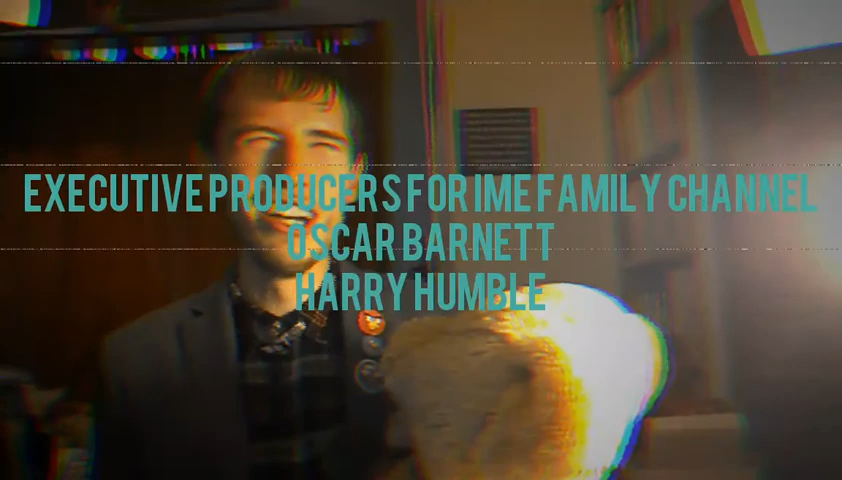 EXECUTIVE PRODUCERS FOR IME FAMILY CHANNEL
OSCAR BARNETT
HARRY HUMBLE